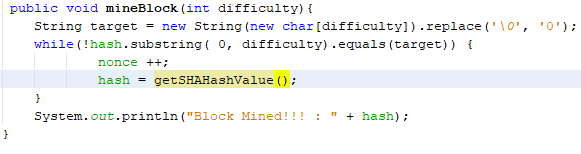 public void mineBlock(int difficulty){
String target = new String(new char[difficulty]).replace('\0', '0');
while(!hash.substring( 0, difficulty).equals(target)) {
nonce ++;
hash = getSHAHashValue();
}
System.out.println("Block Mined!!! : " + hash);
}